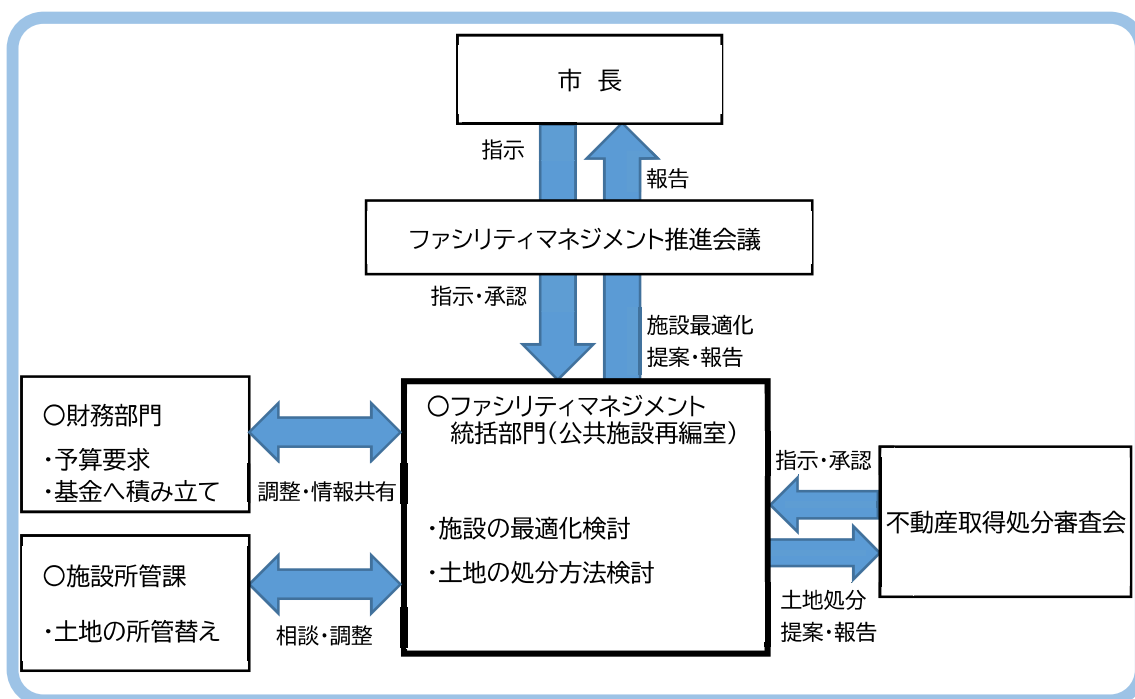 市 長
指示
報告
ファシリティマネジメント推進会議
指示・承認
施設最適化
提案・報告
○財務部門
・予算要求
・基金へ積み立て
調整・情報共有
○ファシリティマネジメント
統括部門(公共施設再編室)
・施設の最適化検討
・土地の処分方法検討
指示・承認
不動産取得処分審査会
土地処分
提案・報告
○施設所管課
・土地の所管替え
相談・調整